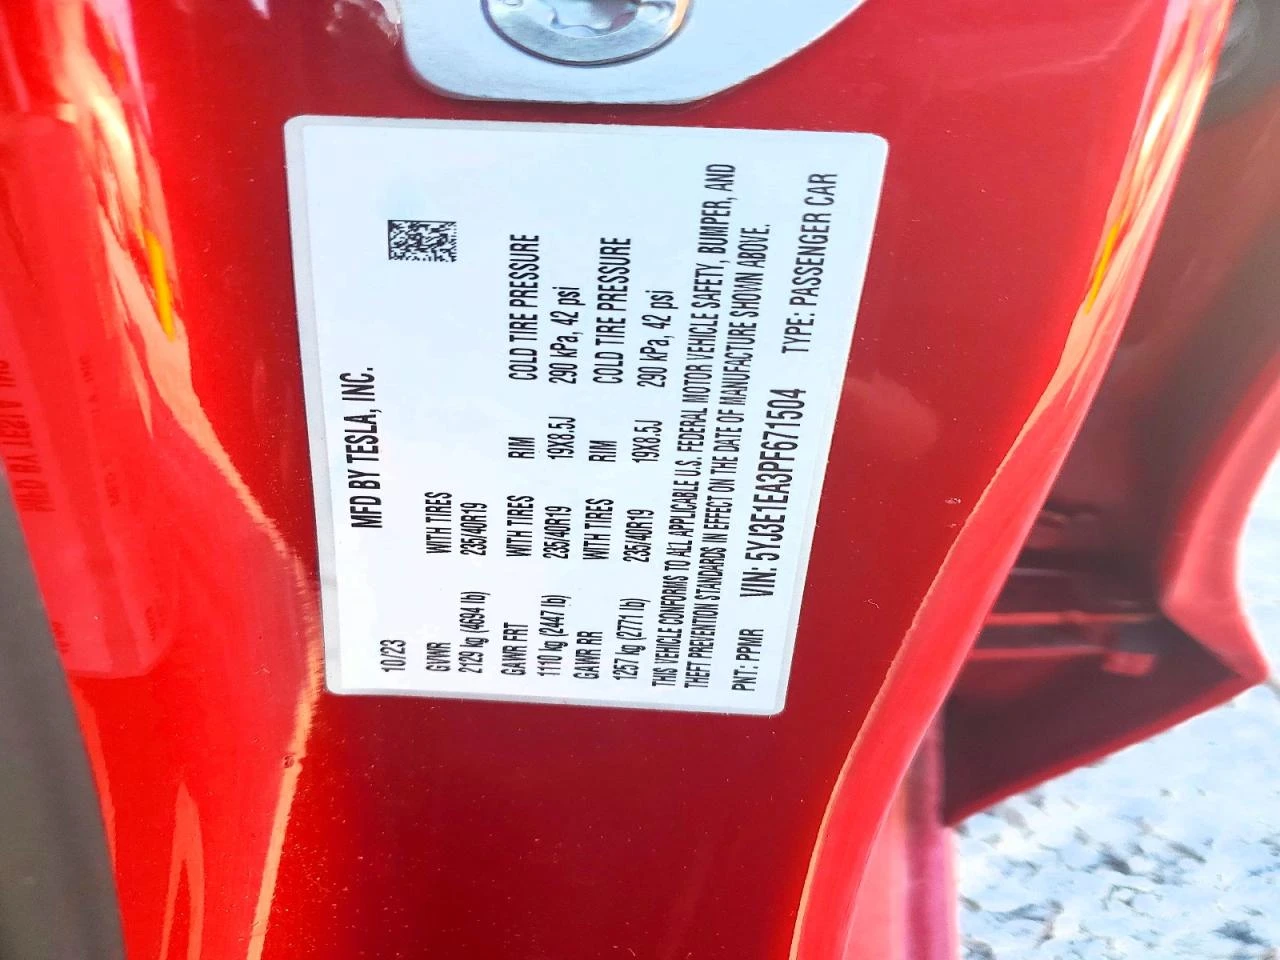 MFD BY TESLA, INC.
10/23
GVWR WITH TIRES
2129 kg (4694 lb) 235/40R19
GAWR FRT WITH TIRES RIM COLD TIRE PRESSURE
1110 kg (2447 lb) 235/40R19 19X8.5J 290 kPa, 42 psi
GAWR RR WITH TIRES RIM COLD TIRE PRESSURE
1257 kg (2771 lb) 235/40R19 19X8.5J 290 kPa, 42 psi
THIS VEHICLE CONFORMS TO ALL APPLICABLE U.S. FEDERAL MOTOR VEHICLE SAFETY, BUMPER, AND
THEFT PREVENTION STANDARDS IN EFFECT ON THE DATE OF MANUFACTURE SHOWN ABOVE.
PNT: PPMR VIN: 5YJ3E1EA3PF671504 TYPE: PASSENGER CAR